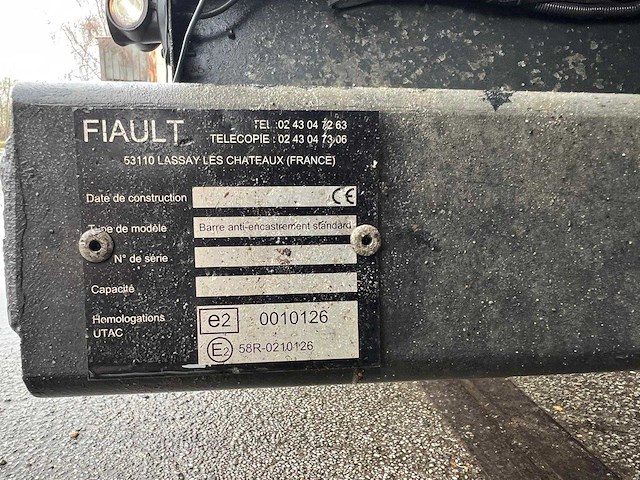 FIAULT
TEL :02 43 04 72 63
TELECOPIE : 02 43 04 73 06
53110 LASSAY LES CHATEAUX (FRANCE)
Date de construction CE
Type de modèle Barre anti-encastrement standard
N° de série
Capacité
Homologations
UTAC
e2 0010126
E2 58R-0210126